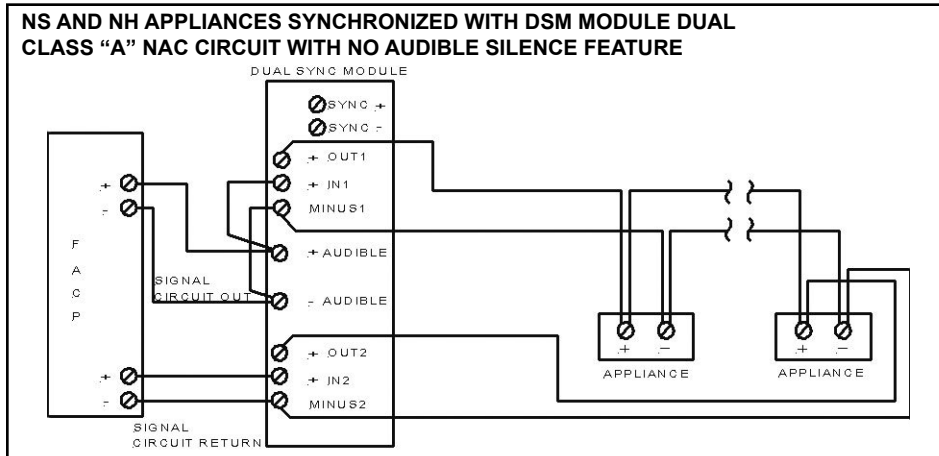 NS AND NH APPLIANCES SYNCHRONIZED WITH DSM MODULE DUAL
CLASS “A” NAC CIRCUIT WITH NO AUDIBLE SILENCE FEATURE
DUAL SYNC MODULE
SYNC +
SYNC -
+ OUT1
+ IN1
MINUS1
+ AUDIBLE
- AUDIBLE
+ OUT2
+ IN2
MINUS2
+
-
F
A
C
P
+
-
SIGNAL
CIRCUIT OUT
SIGNAL
CIRCUIT RETURN
+ -
APPLIANCE
+ -
APPLIANCE